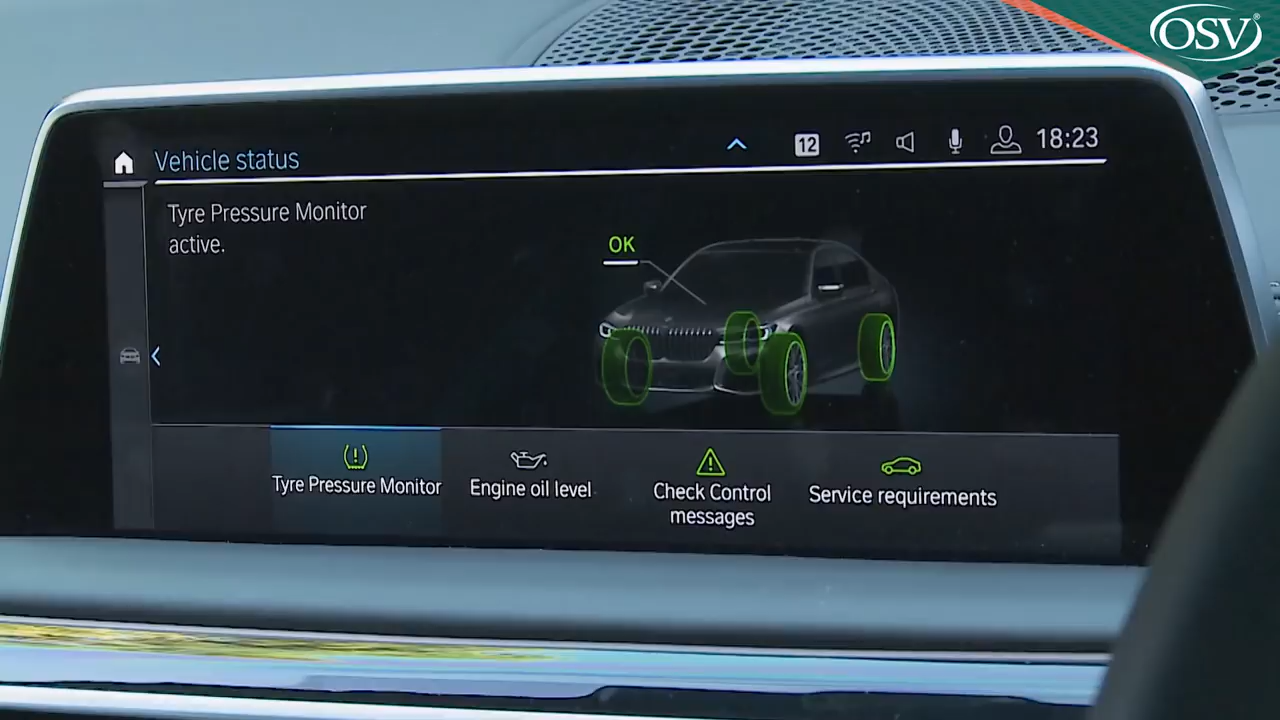 OSV®
Vehicle status
12
18:23
Tyre Pressure Monitor
active.
OK
Tyre Pressure Monitor
Engine oil level
Check Control
messages
Service requirements